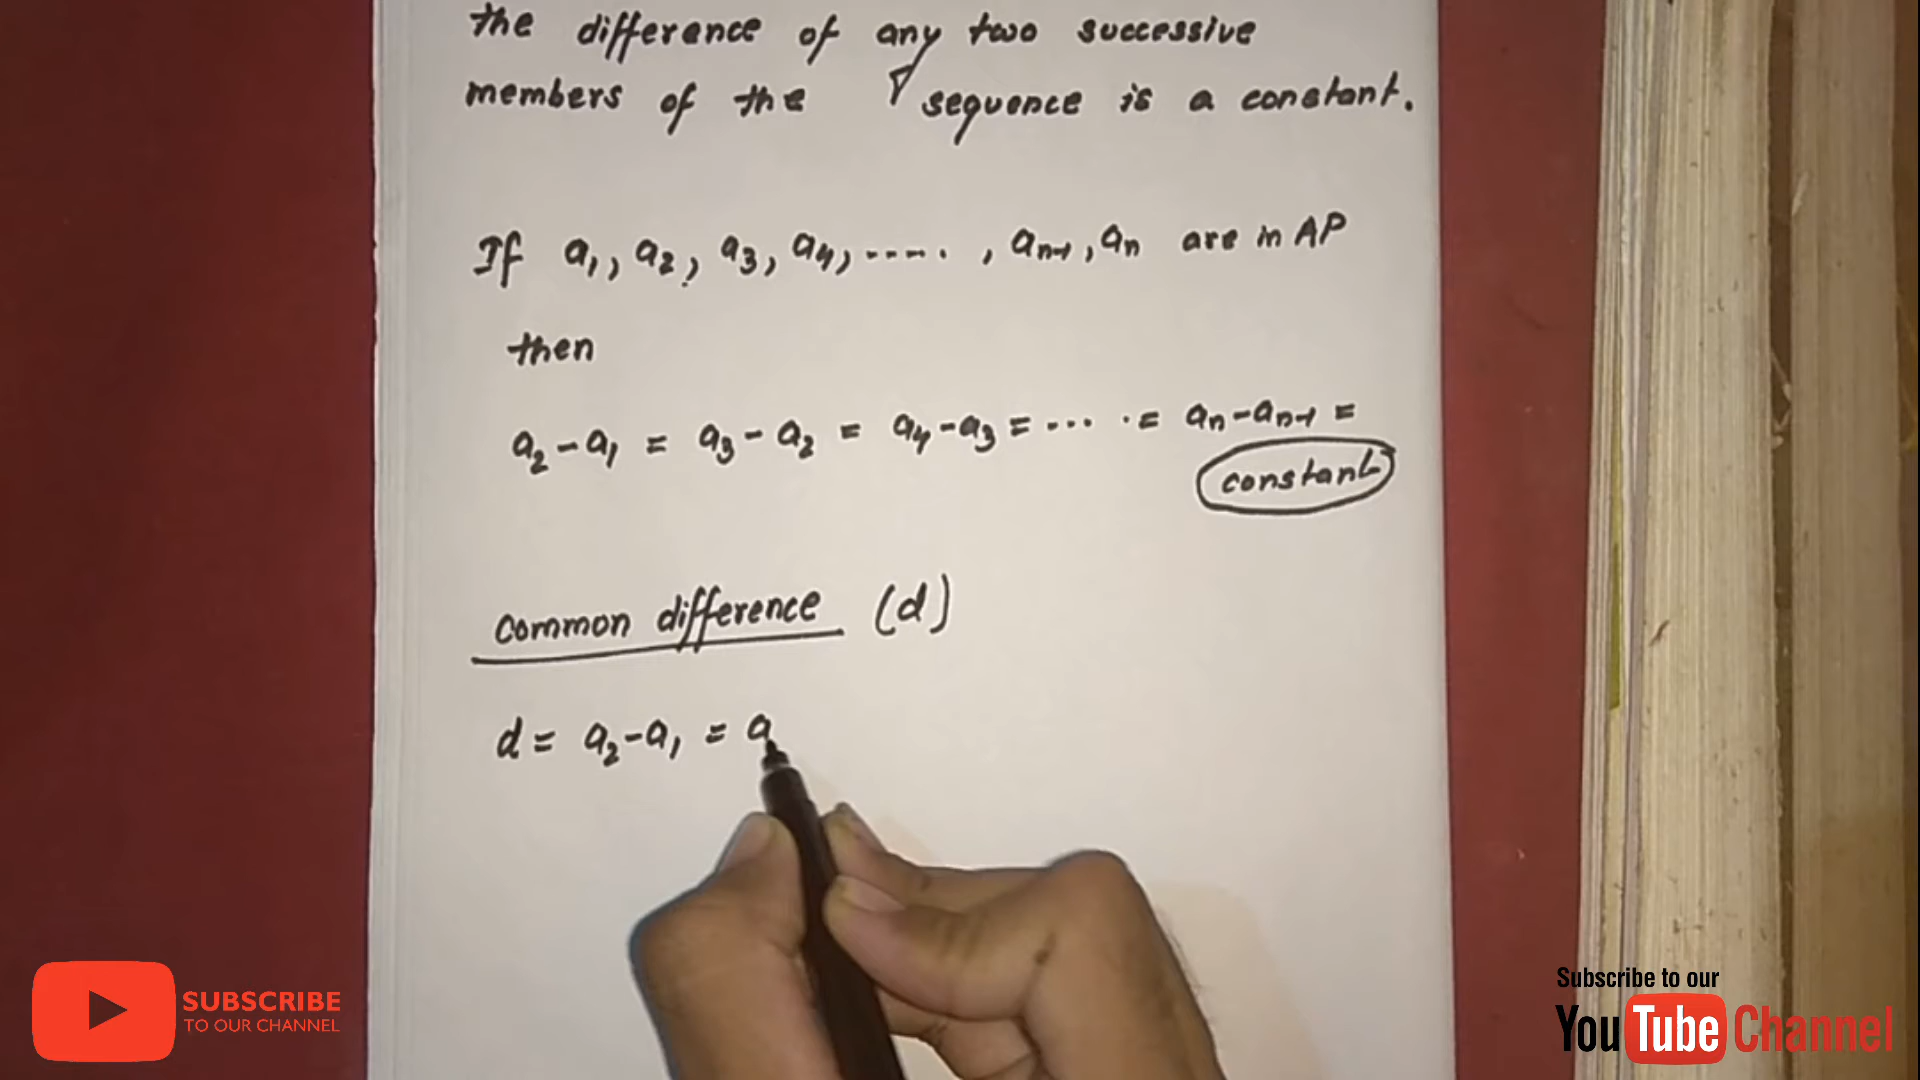 the difference of any two successive
members of the sequence is a constant.
If a₁, a₂, a₃, a₄, ----. , aₙ₋₁, aₙ are in AP
then
a₂-a₁ = a₃-a₂ = a₄-a₃ = ... .= aₙ-aₙ₋₁ =
constant
common difference (d)
d = a₂-a₁ = a
SUBSCRIBE
TO OUR CHANNEL
Subscribe to our
YouTube Channel